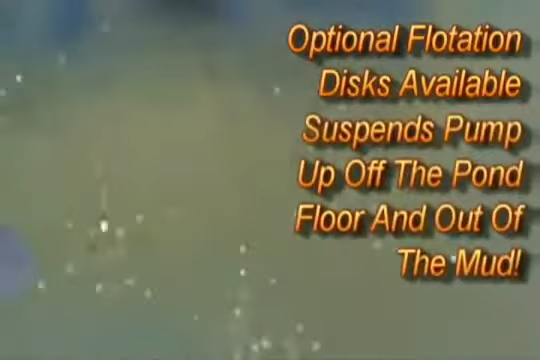 Optional Flotation
Disks Available
Suspends Pump
Up Off The Pond
Floor And Out Of
The Mud!